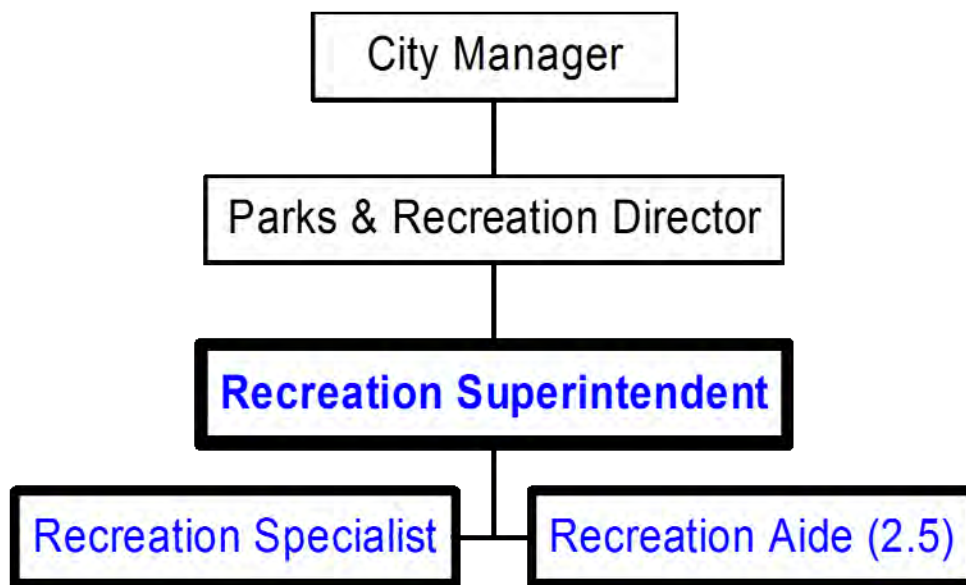 City Manager
Parks & Recreation Director
Recreation Superintendent
Recreation Specialist
Recreation Aide (2.5)